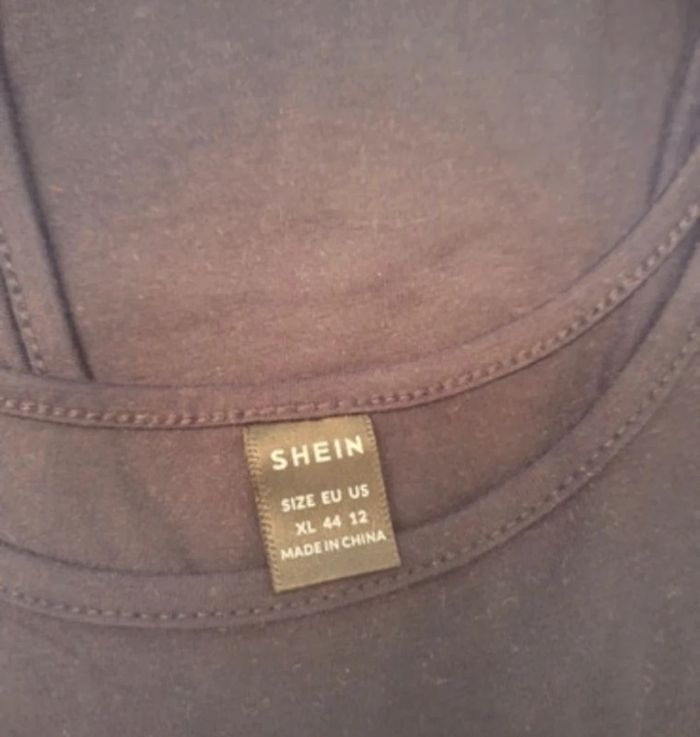 SHEIN
SIZE EU US
XL 44 12
MADE IN CHINA